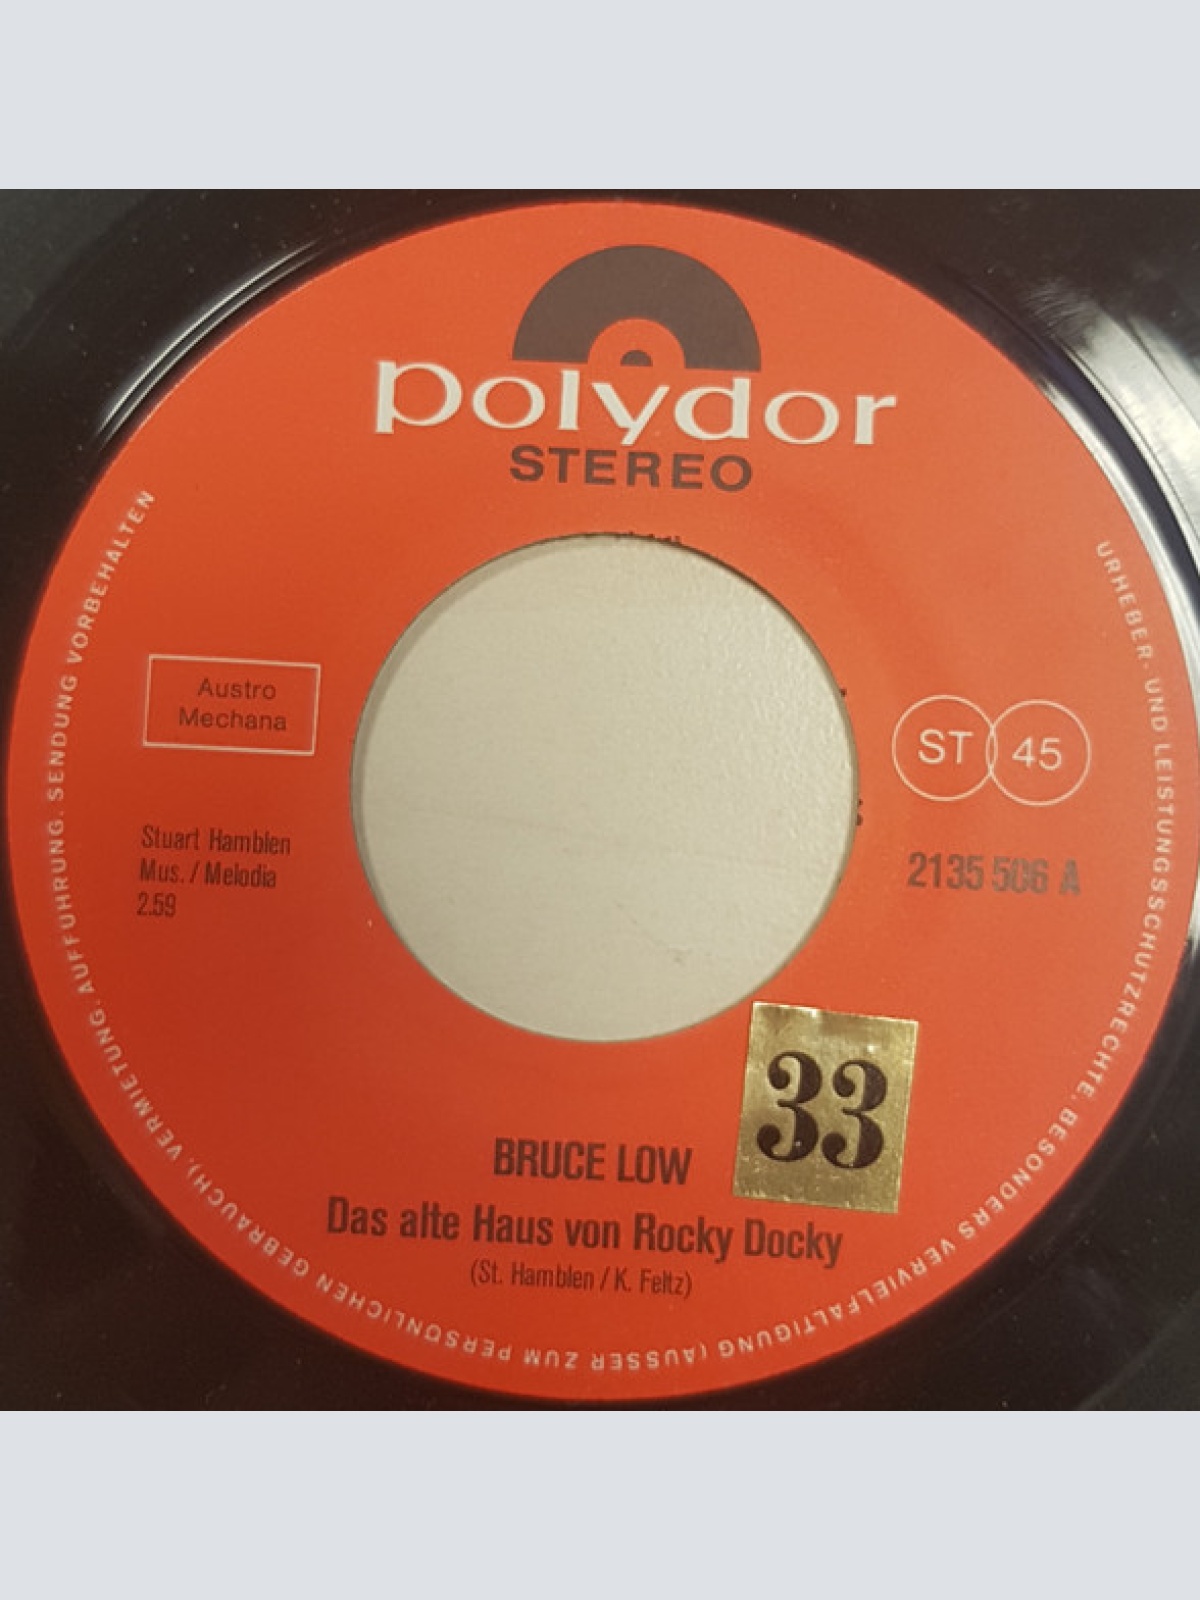 polydor
STEREO
URHEBER- UND LEISTUNGSSCHUTZRECHTE, BESONDERS VERVIELFÄLTIGUNG (AUSSER ZUM PERSÖNLICHEN GEBRAUCH), VERMIETUNG, AUFFÜHRUNG, SENDUNG VORBEHALTEN
Austro
Mechana
ST 45
Stuart Hamblen
Mus. / Melodia
2.59
2135 506 A
33
BRUCE LOW
Das alte Haus von Rocky Docky
(St. Hamblen / K. Feltz)